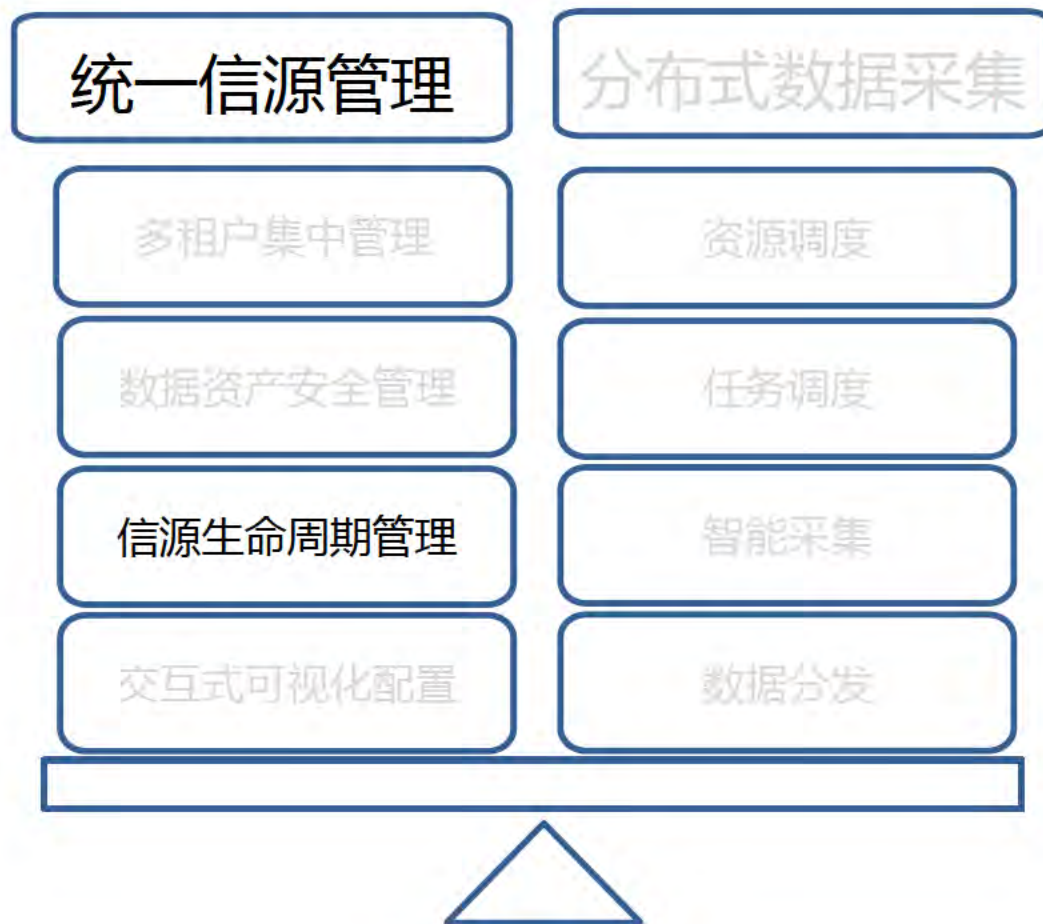 统一信源管理
分布式数据采集
多租户集中管理
资源调度
数据资产安全管理
任务调度
信源生命周期管理
智能采集
交互式可视化配置
数据分发